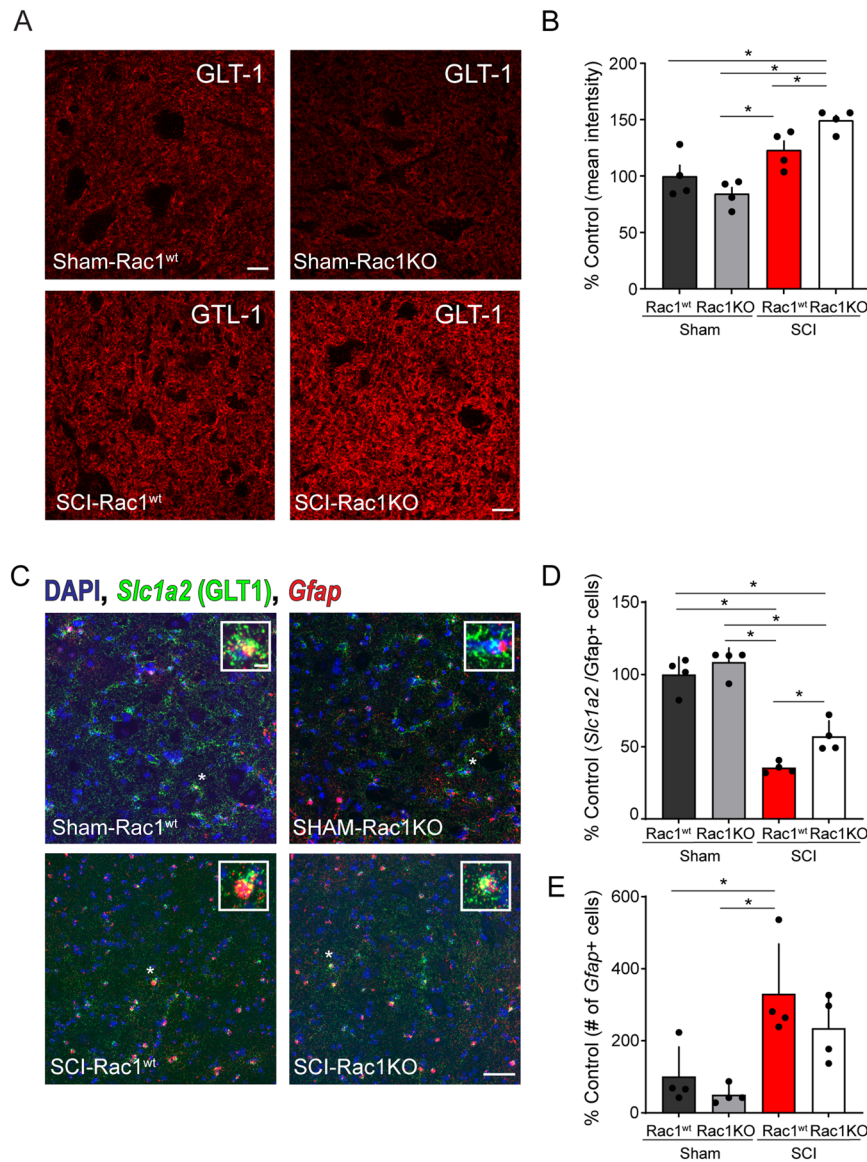 A
GLT-1
GLT-1
Sham-Rac1ʷᵗ
Sham-Rac1KO
GTL-1
GLT-1
SCI-Rac1ʷᵗ
SCI-Rac1KO
B
% Control (mean intentsity)
200
150
100
50
0
*
*
*
*
Rac1ʷᵗ Rac1KO Rac1ʷᵗ Rac1KO
Sham SCI
C
DAPI, Slc1a2 (GLT1), Gfap
*
Sham-Rac1ʷᵗ
*
SHAM-Rac1KO
*
SCI-Rac1ʷᵗ
*
SCI-Rac1KO
D
% Control (Slc1a2 /Gfap+ cells)
150
100
50
0
*
*
*
*
*
Rac1ʷᵗ Rac1KO Rac1ʷᵗ Rac1KO
Sham SCI
E
% Control (# of Gfap+ cells)
600
400
200
0
*
*
Rac1ʷᵗ Rac1KO Rac1ʷᵗ Rac1KO
Sham SCI